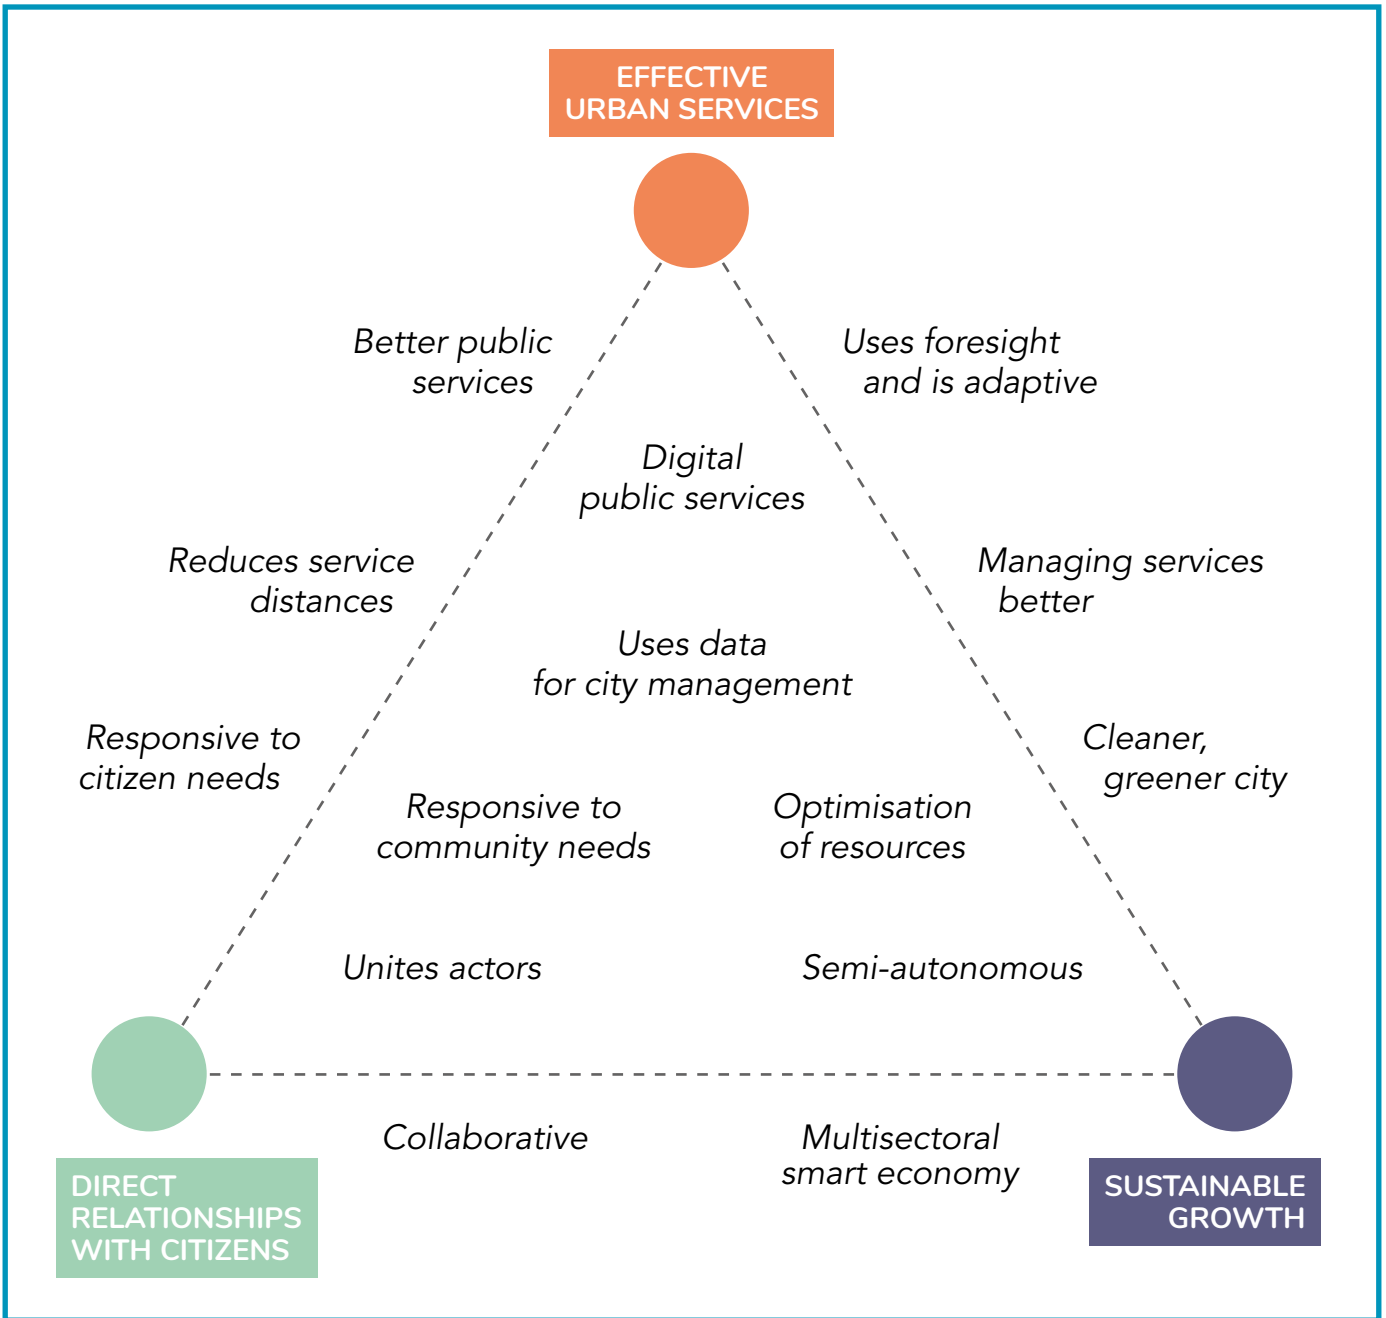 EFFECTIVE
URBAN SERVICES
Better public
services
Uses foresight
and is adaptive
Digital
public services
Reduces service
distances
Managing services
better
Uses data
for city management
Responsive to
citizen needs
Cleaner,
greener city
Responsive to
community needs
Optimisation
of resources
Unites actors
Semi-autonomous
Collaborative
Multisectoral
smart economy
DIRECT
RELATIONSHIPS
WITH CITIZENS
SUSTAINABLE
GROWTH